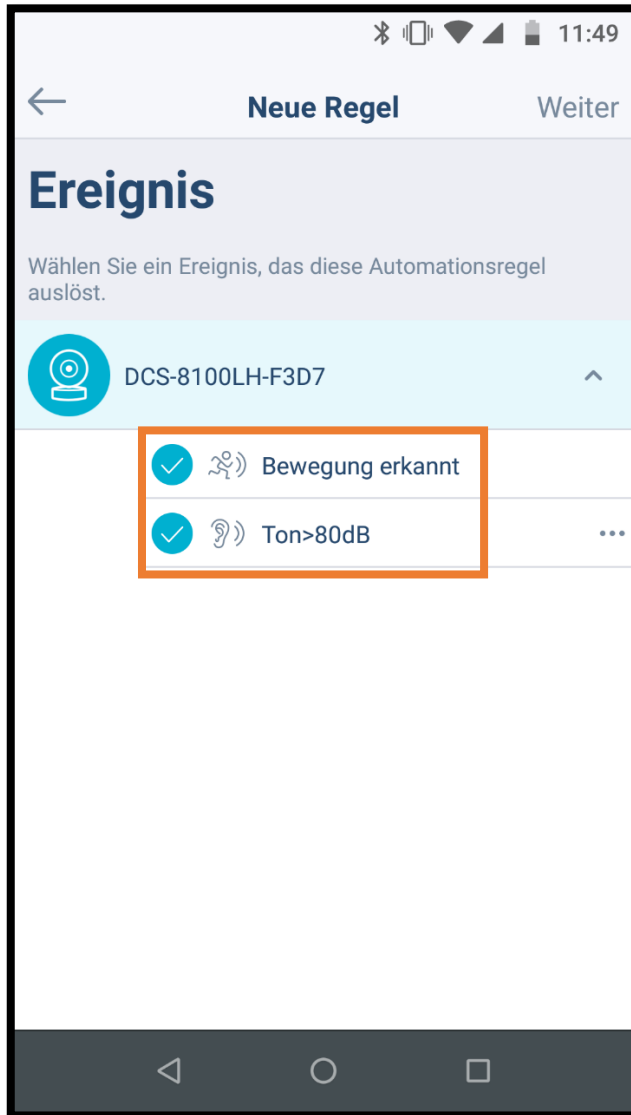 11:49
Neue Regel Weiter
Ereignis
Wählen Sie ein Ereignis, das diese Automationsregel
auslöst.
DCS-8100LH-F3D7
Bewegung erkannt
Ton>80dB